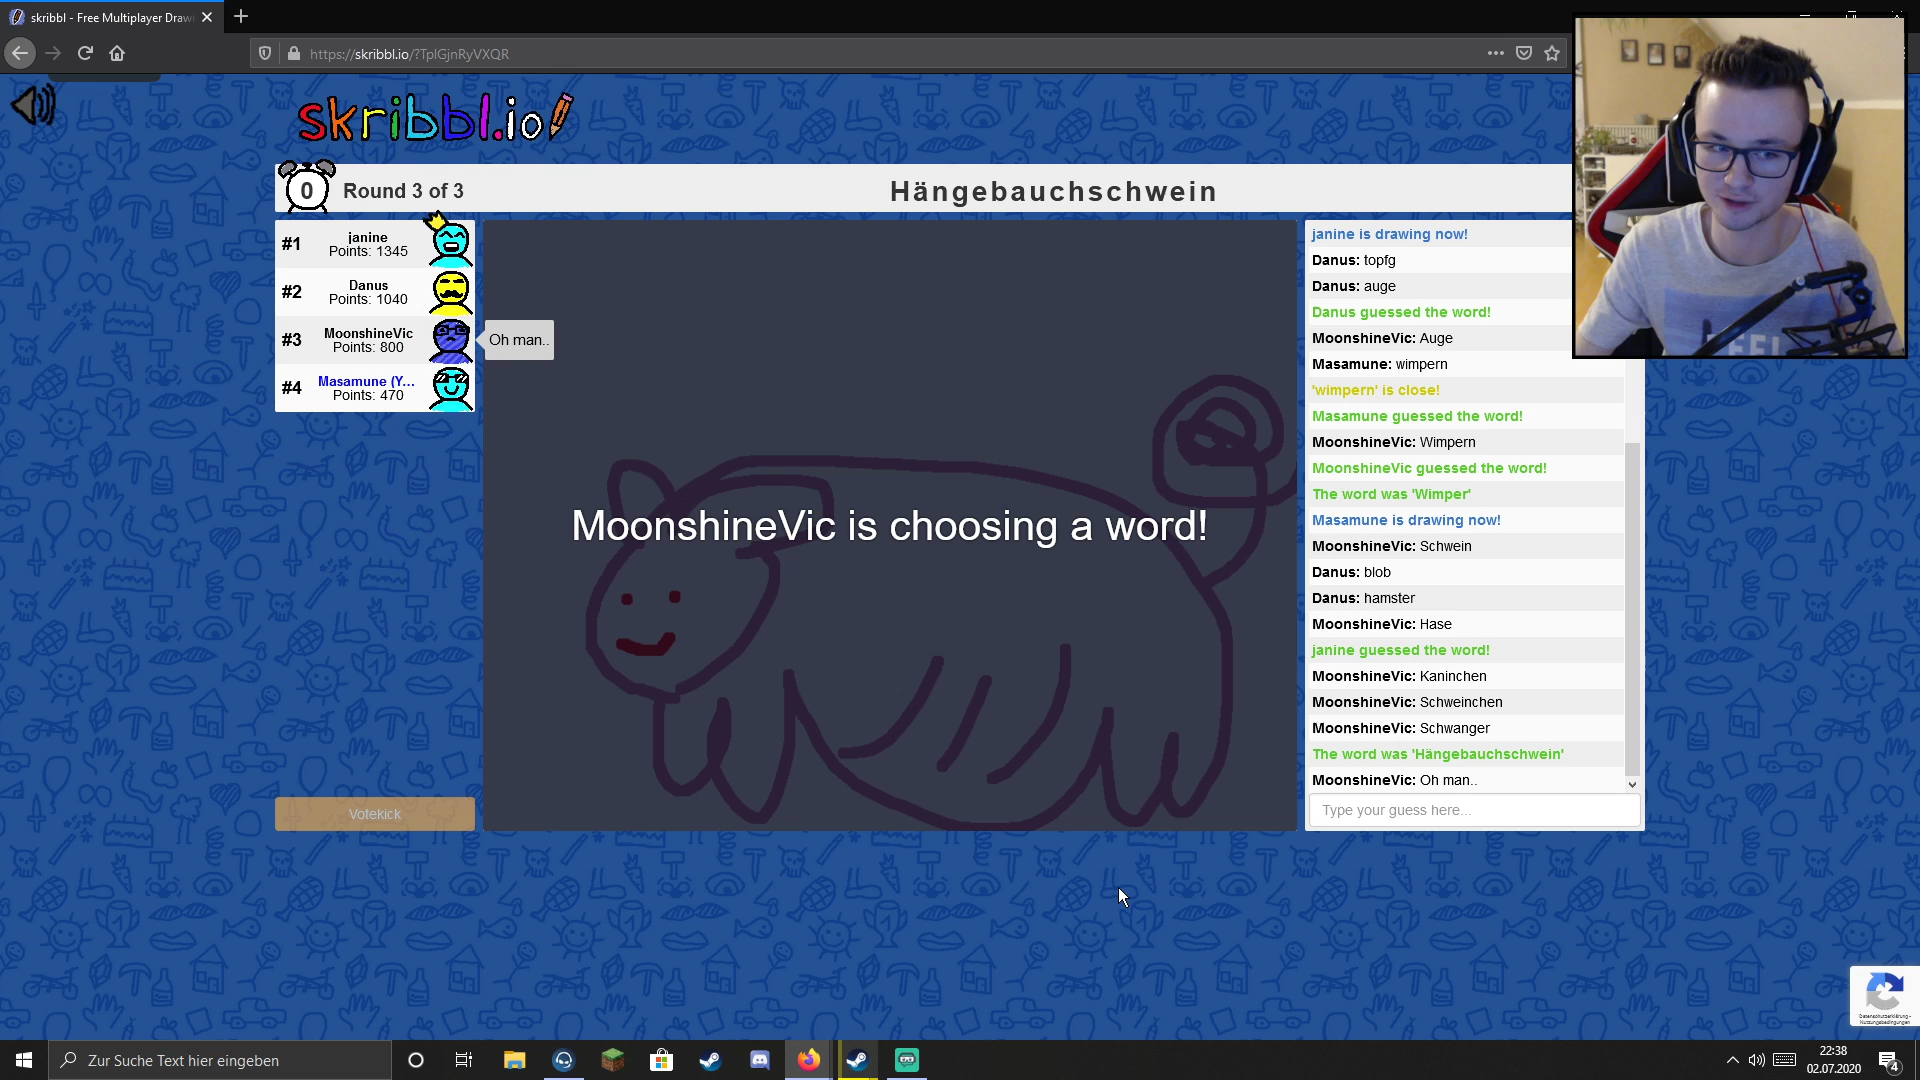 skribbl - Free Multiplayer Draw
https://skribbl.io/?TplGjnRyVXQR
skribbl.io
0
Round 3 of 3
Hängebauchschwein
#1
janine
Points: 1345
#2
Danus
Points: 1040
#3
MoonshineVic
Points: 800
Oh man..
#4
Masamune (Y...
Points: 470
Votekick
MoonshineVic is choosing a word!
janine is drawing now!
Danus: topfg
Danus: auge
Danus guessed the word!
MoonshineVic: Auge
Masamune: wimpern
'wimpern' is close!
Masamune guessed the word!
MoonshineVic: Wimpern
MoonshineVic guessed the word!
The word was 'Wimper'
Masamune is drawing now!
MoonshineVic: Schwein
Danus: blob
Danus: hamster
MoonshineVic: Hase
janine guessed the word!
MoonshineVic: Kaninchen
MoonshineVic: Schweinchen
MoonshineVic: Schwanger
The word was 'Hängebauchschwein'
MoonshineVic: Oh man..
Type your guess here...
Datenschutzerklärung -
Nutzungsbedingungen
Zur Suche Text hier eingeben
22:38
02.07.2020
4